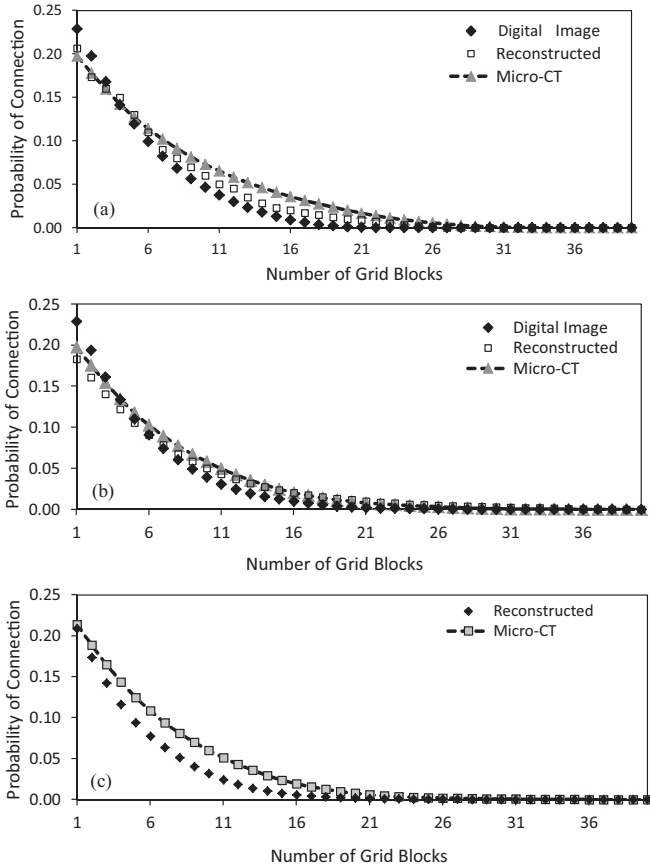 0.25
0.20
0.15
0.10
0.05
0.00
Probability of Connection
Digital Image
Reconstructed
Micro-CT
(a)
1 6 11 16 21 26 31 36
Number of Grid Blocks
0.25
0.20
0.15
0.10
0.05
0.00
Probability of Connection
Digital Image
Reconstructed
Micro-CT
(b)
1 6 11 16 21 26 31 36
Number of Grid Blocks
0.25
0.20
0.15
0.10
0.05
0.00
Probability of Connection
Reconstructed
Micro-CT
(c)
1 6 11 16 21 26 31 36
Number of Grid Blocks